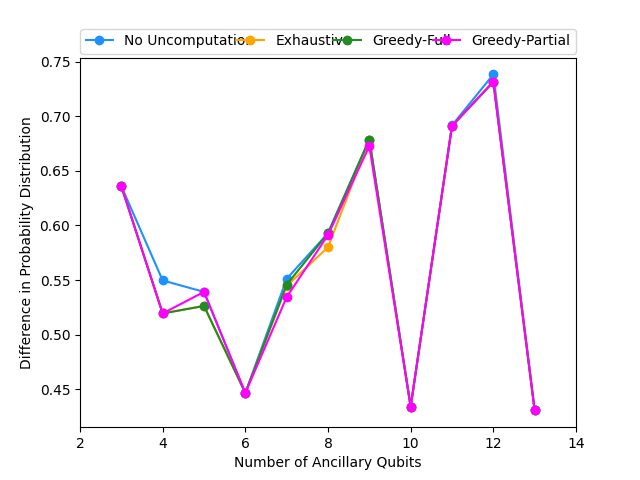 No Uncomputation Exhaustive Greedy-Full Greedy-Partial
0.75
0.70
0.65
0.60
0.55
0.50
0.45
Difference in Probability Distribution
2 4 6 8 10 12 14
Number of Ancillary Qubits